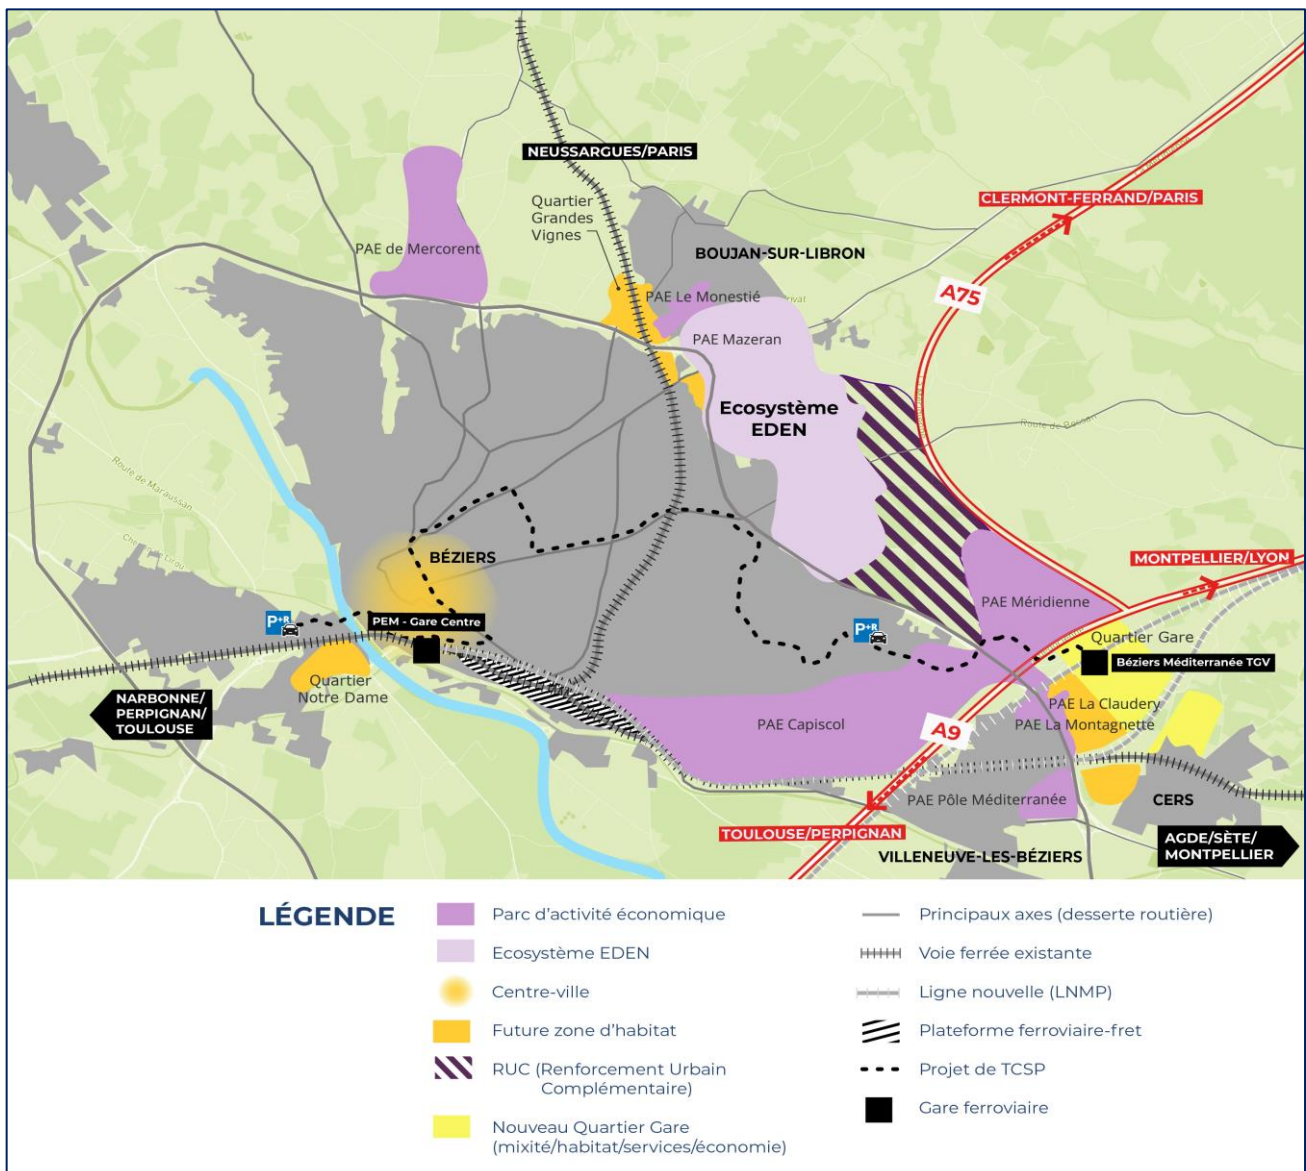 NEUSSARGUES/PARIS
CLERMONT-FERRAND/PARIS
Quartier
Grandes
Vignes
PAE de Mercorent
BOUJAN-SUR-LIBRON
A75
PAE Le Monestié
PAE Mazeran
Ecosystème
EDEN
Route de Maraussan
BÉZIERS
MONTPELLIER/LYON
PEM - Gare Centre
P+R
PAE Méridienne
P+R
Quartier Gare
Béziers Méditerranée TGV
Quartier
Notre Dame
NARBONNE/
PERPIGNAN/
TOULOUSE
PAE La Claudery
PAE La Montagnette
PAE Capiscol
A9
PAE Pôle Méditerranée
CERS
TOULOUSE/PERPIGNAN
VILLENEUVE-LES-BÉZIERS
AGDE/SÈTE/
MONTPELLIER
LÉGENDE
Parc d'activité économique
Ecosystème EDEN
Centre-ville
Future zone d'habitat
RUC (Renforcement Urbain
Complémentaire)
Nouveau Quartier Gare
(mixité/habitat/services/économie)
Principaux axes (desserte routière)
Voie ferrée existante
Ligne nouvelle (LNMP)
Plateforme ferroviaire-fret
Projet de TCSP
Gare ferroviaire